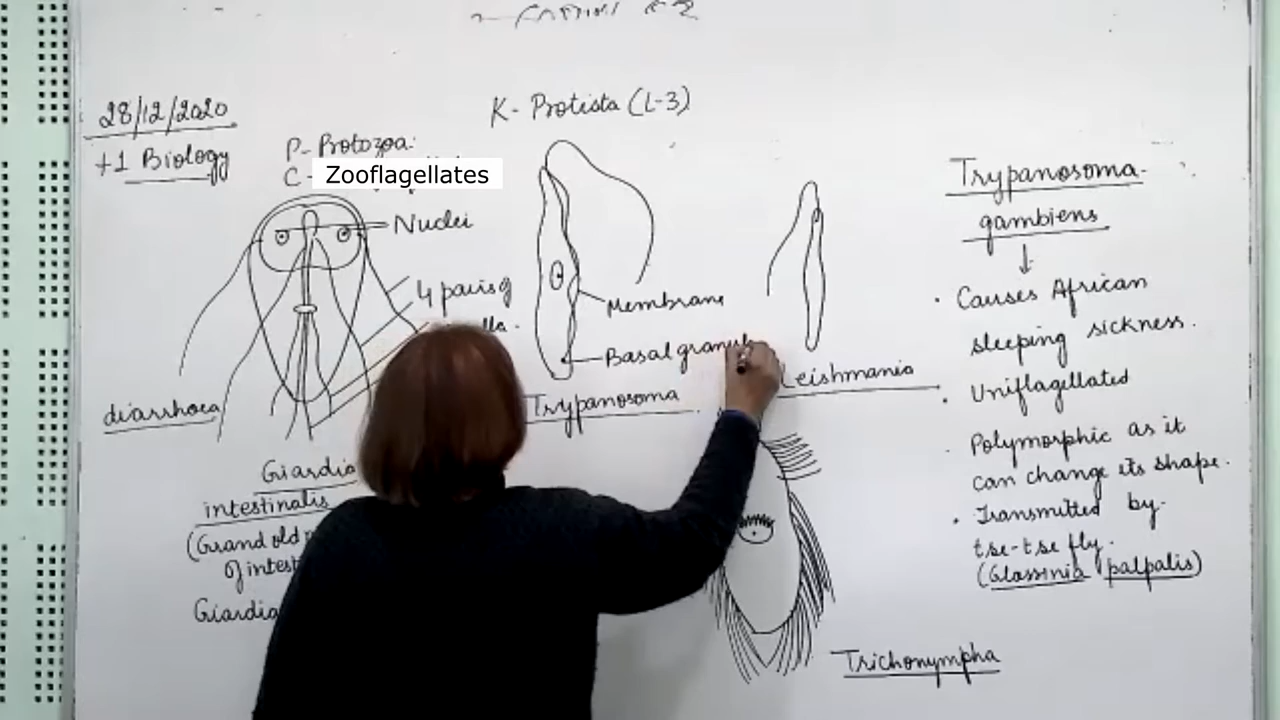 28/12/2020
+1 Biology
K- Protista (L-3)
P- Protozoa:
C -
Zooflagellates
Nuclei
4 pairs of
diarrhoea
Giardia
intestinalis
(Grand old
of intest
Giardia
Membrane
Basal granul
Trypanosoma
Leishmania
Trichonympha
Trypanosoma
gambiens
↓
• Causes African
sleeping sickness.
• Uniflagellated
• Polymorphic as it
can change its shape.
• Transmitted by
tse-tse fly.
(Glassinia palpalis)